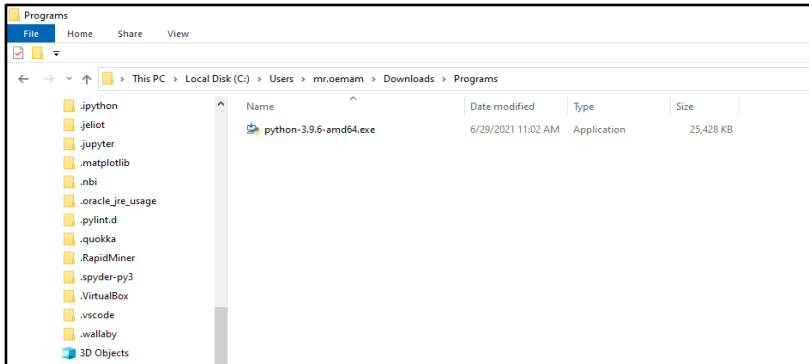 Programs
File Home Share View
This PC > Local Disk (C:) > Users > mr.oemam > Downloads > Programs
.ipython
.jeliot
.jupyter
.matplotlib
.nbi
.oracle_jre_usage
.pylint.d
.quokka
.RapidMiner
.spyder-py3
.VirtualBox
.vscode
.wallaby
3D Objects
Name Date modified Type Size
python-3.9.6-amd64.exe 6/29/2021 11:02 AM Application 25,428 KB